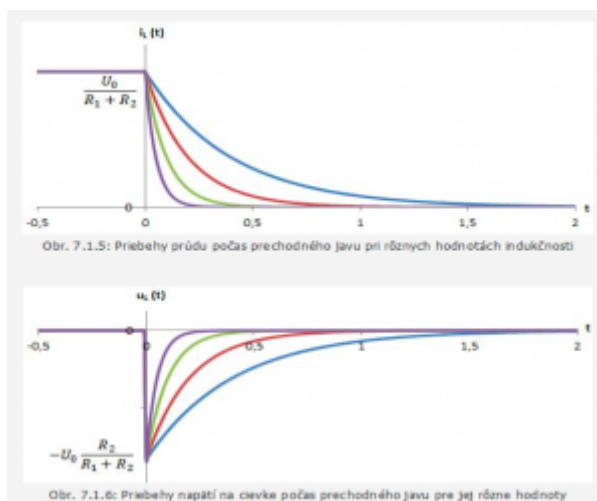 iL (t)
U0
R1 + R2
0
-0,5 0 0,5 1 1,5 2 t
Obr. 7.1.5: Priebehy prúdu počas prechodného javu pri rôznych hodnotách indukčnosti
uL (t)
0
-0,5 0 0,5 1 1,5 2 t
−U0 R2
R1 + R2
Obr. 7.1.6: Priebehy napätí na cievke počas prechodného javu pre jej rôzne hodnoty